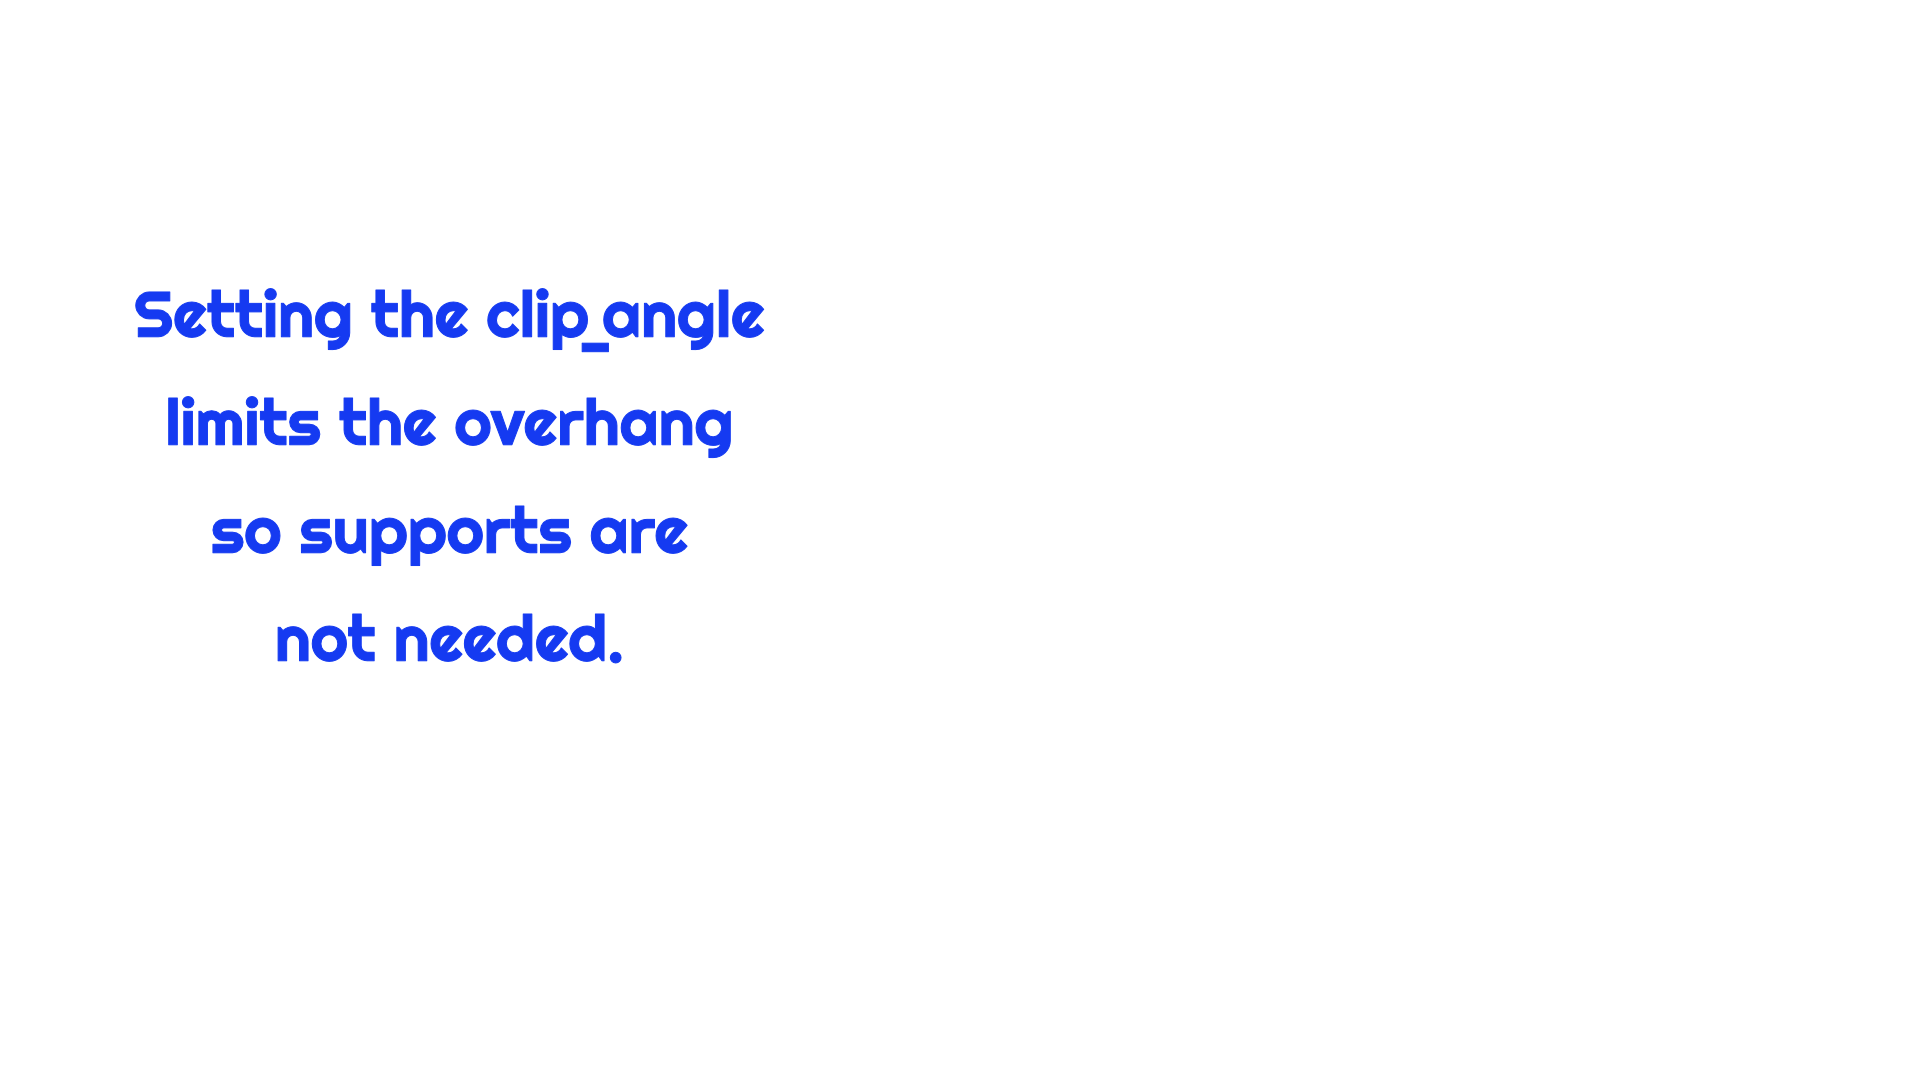 Setting the clip_angle
limits the overhang
so supports are
not needed.